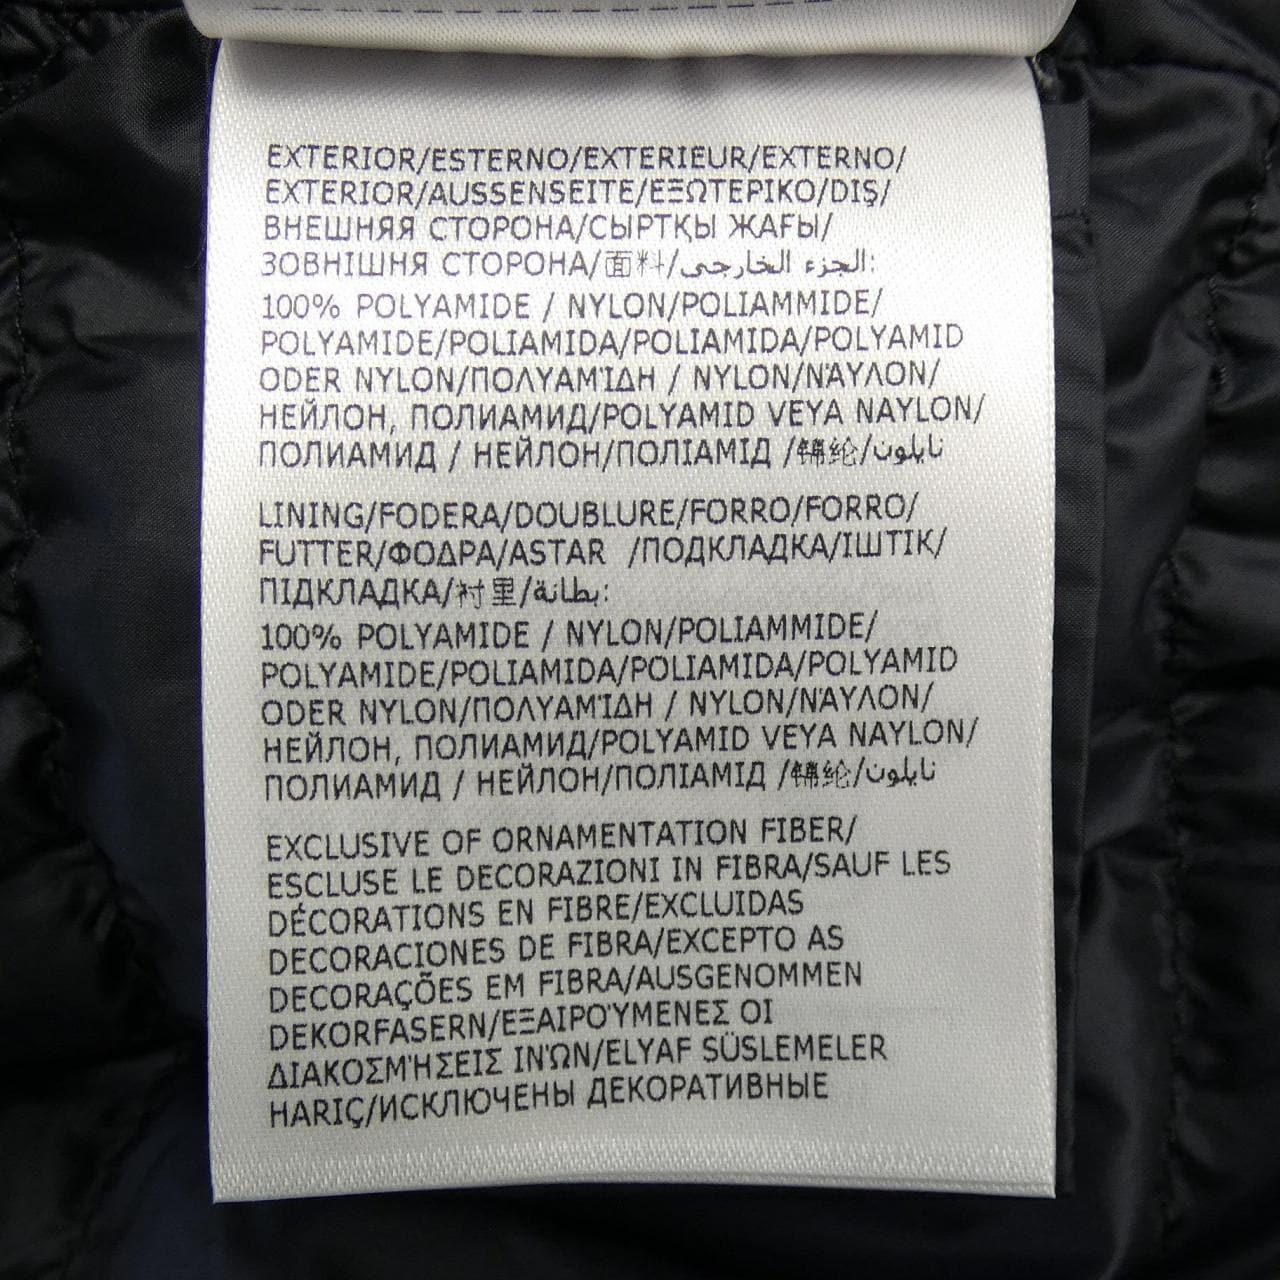 EXTERIOR/ESTERNO/EXTERIEUR/EXTERNO/
EXTERIOR/AUSSENSEITE/ΕΞΩΤΕΡΙΚΟ/DIŞ/
ВНЕШНЯЯ СТОРОНА/СЫРТҚЫ ЖАҒЫ/
ЗОВНІШНЯ СТОРОНА/面料/الجزء الخارجي:
100% POLYAMIDE / NYLON/POLIAMMIDE/
POLYAMIDE/POLIAMIDA/POLIAMIDA/POLYAMID
ODER NYLON/ΠΟΛΥΑΜΊΔΗ / NYLON/ΝΆΥΛΟΝ/
НЕЙЛОН, ПОЛИАМИД/POLYAMID VEYA NAYLON/
ПОЛИАМИД / НЕЙЛОН/ПОЛІАМІД /锦纶/نايلون
LINING/FODERA/DOUBLURE/FORRO/FORRO/
FUTTER/ΦΟΔΡΑ/ASTAR /ПОДКЛАДКА/ІШТІК/
ПІДКЛАДКА/衬里/بطانة:
100% POLYAMIDE / NYLON/POLIAMMIDE/
POLYAMIDE/POLIAMIDA/POLIAMIDA/POLYAMID
ODER NYLON/ΠΟΛΥΑΜΊΔΗ / NYLON/ΝΆΥΛΟΝ/
НЕЙЛОН, ПОЛИАМИД/POLYAMID VEYA NAYLON/
ПОЛИАМИД / НЕЙЛОН/ПОЛІАМІД /锦纶/نايلون
EXCLUSIVE OF ORNAMENTATION FIBER/
ESCLUSE LE DECORAZIONI IN FIBRA/SAUF LES
DÉCORATIONS EN FIBRE/EXCLUIDAS
DECORACIONES DE FIBRA/EXCEPTO AS
DECORAÇÕES EM FIBRA/AUSGENOMMEN
DEKORFASERN/ΕΞΑΙΡΟΎΜΕΝΕΣ ΟΙ
ΔΙΑΚΟΣΜΉΣΕΙΣ ΙΝΏΝ/ELYAF SÜSLEMELER
HARIÇ/ИСКЛЮЧЕНЫ ДЕКОРАТИВНЫЕ